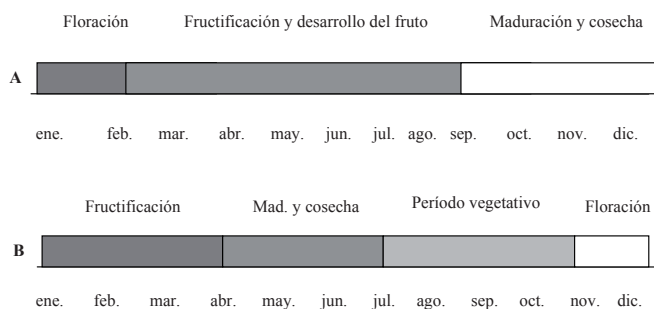 Floración Fructificación y desarrollo del fruto Maduración y cosecha
A
ene. feb. mar. abr. may. jun. jul. ago. sep. oct. nov. dic.
Fructificación Mad. y cosecha Período vegetativo Floración
B
ene. feb. mar. abr. may. jun. jul. ago. sep. oct. nov. dic.